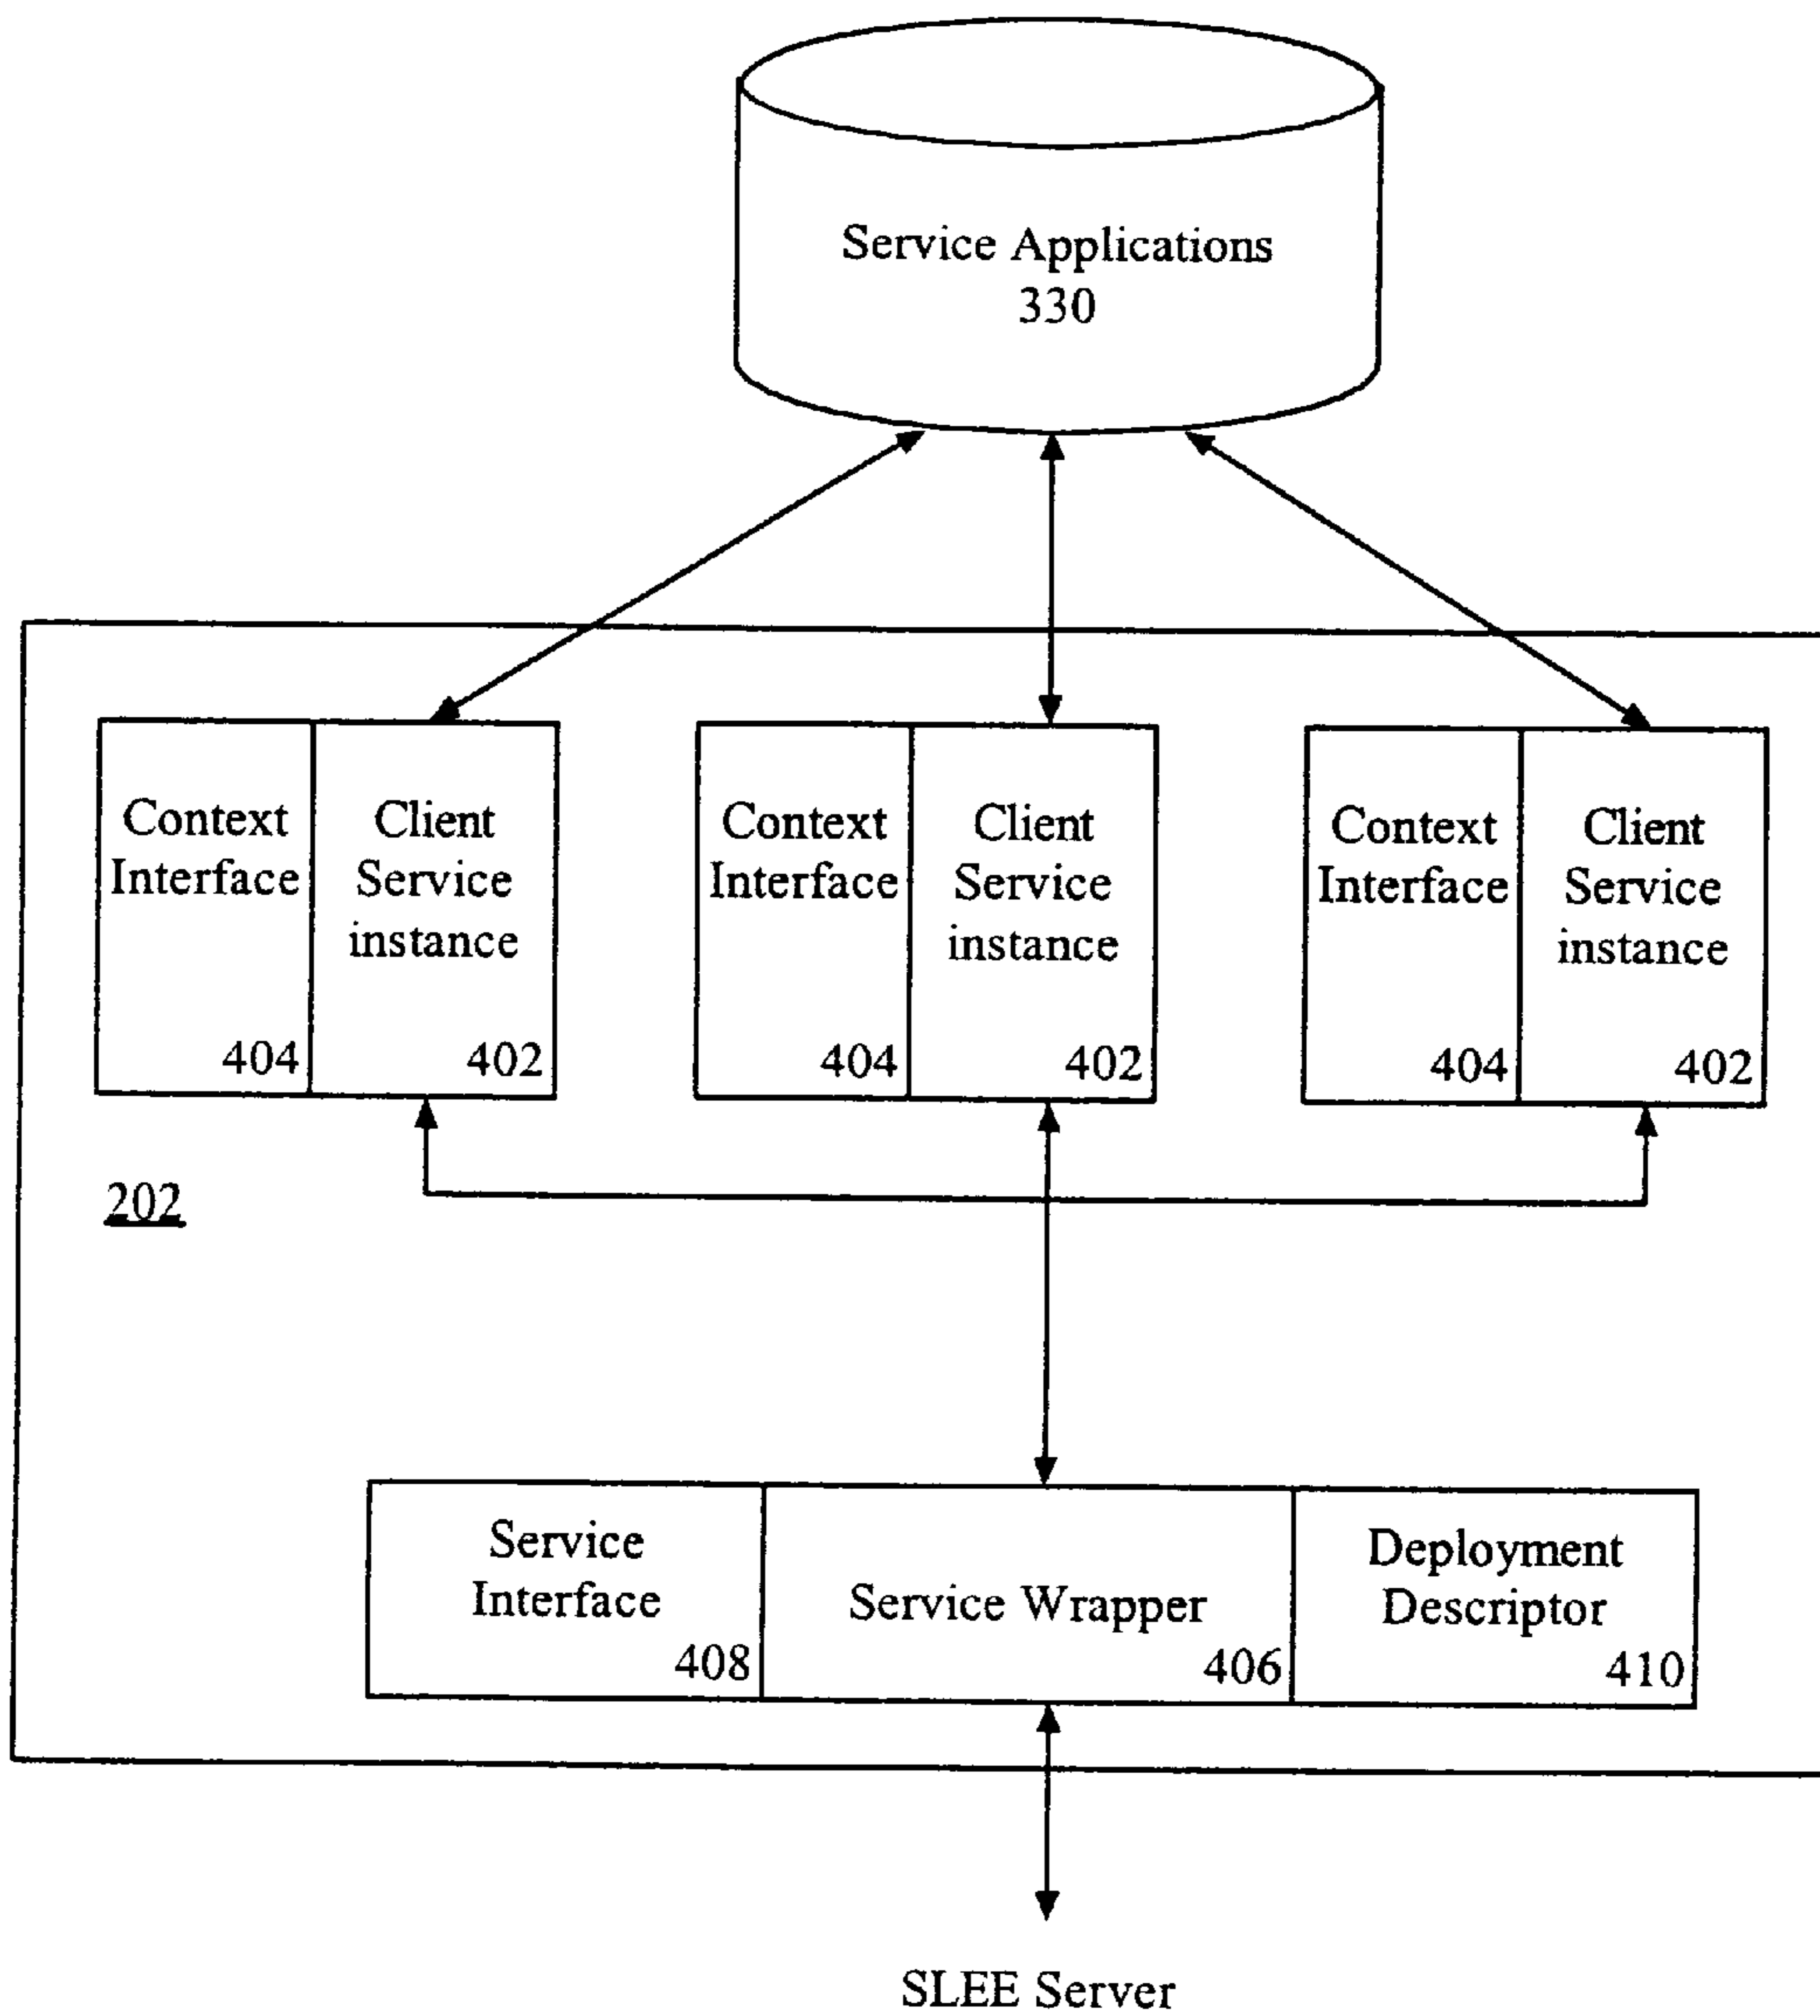 Service Applications
330
Context
Interface
404
Client
Service
instance
402
Context
Interface
404
Client
Service
instance
402
Context
Interface
404
Client
Service
instance
402
202
Service
Interface
408
Service Wrapper
406
Deployment
Descriptor
410
SLEE Server